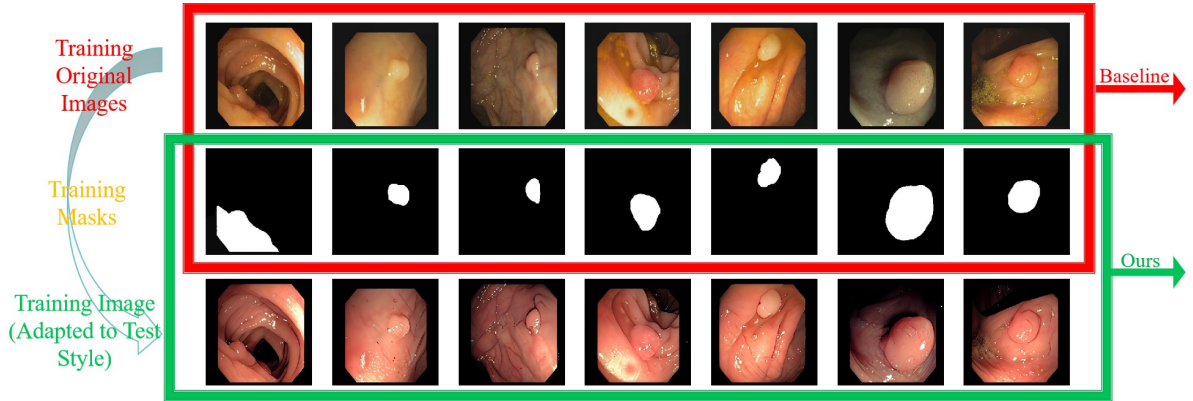 Training
Original
Images
Baseline
Training
Masks
Ours
Training Image
(Adapted to Test
Style)